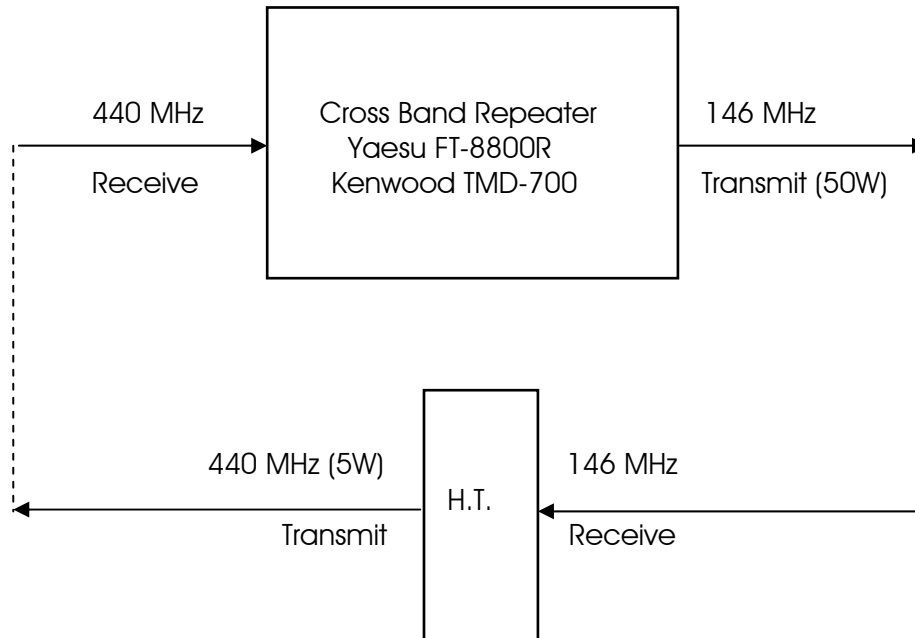 440 MHz
Receive
Cross Band Repeater
Yaesu FT-8800R
Kenwood TMD-700
146 MHz
Transmit (50W)
440 MHz (5W)
Transmit
H.T.
146 MHz
Receive